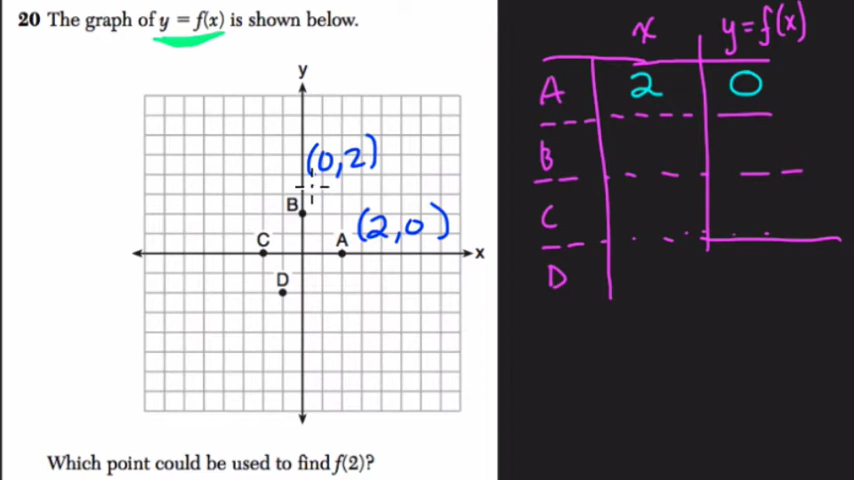 20 The graph of y = f(x) is shown below.
y
(0,2)
B
C
A
(2,0)
x
D
Which point could be used to find f(2)?
x y=f(x)
A 2 0
B
C
D